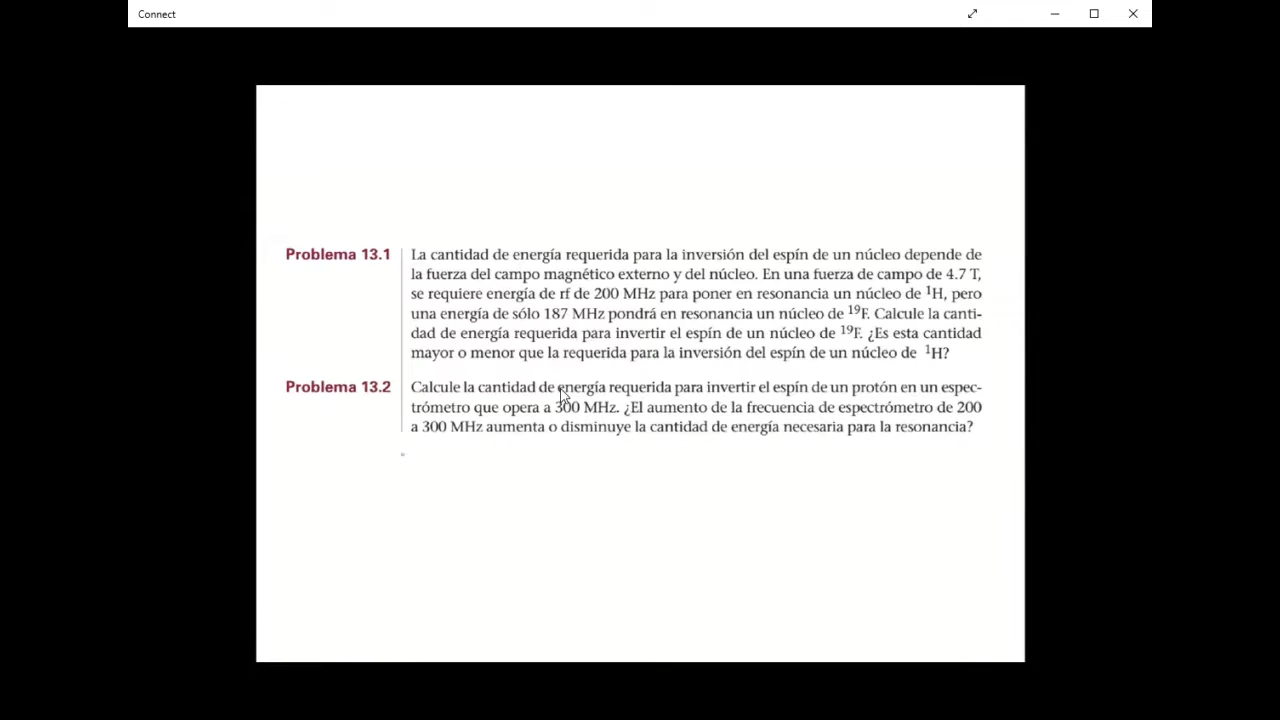 Connect
Problema 13.1
La cantidad de energía requerida para la inversión del espín de un núcleo depende de
la fuerza del campo magnético externo y del núcleo. En una fuerza de campo de 4.7 T,
se requiere energía de rf de 200 MHz para poner en resonancia un núcleo de ¹H, pero
una energía de sólo 187 MHz pondrá en resonancia un núcleo de ¹⁹F. Calcule la canti-
dad de energía requerida para invertir el espín de un núcleo de ¹⁹F. ¿Es esta cantidad
mayor o menor que la requerida para la inversión del espín de un núcleo de ¹H?
Problema 13.2
Calcule la cantidad de energía requerida para invertir el espín de un protón en un espec-
trómetro que opera a 300 MHz. ¿El aumento de la frecuencia de espectrómetro de 200
a 300 MHz aumenta o disminuye la cantidad de energía necesaria para la resonancia?